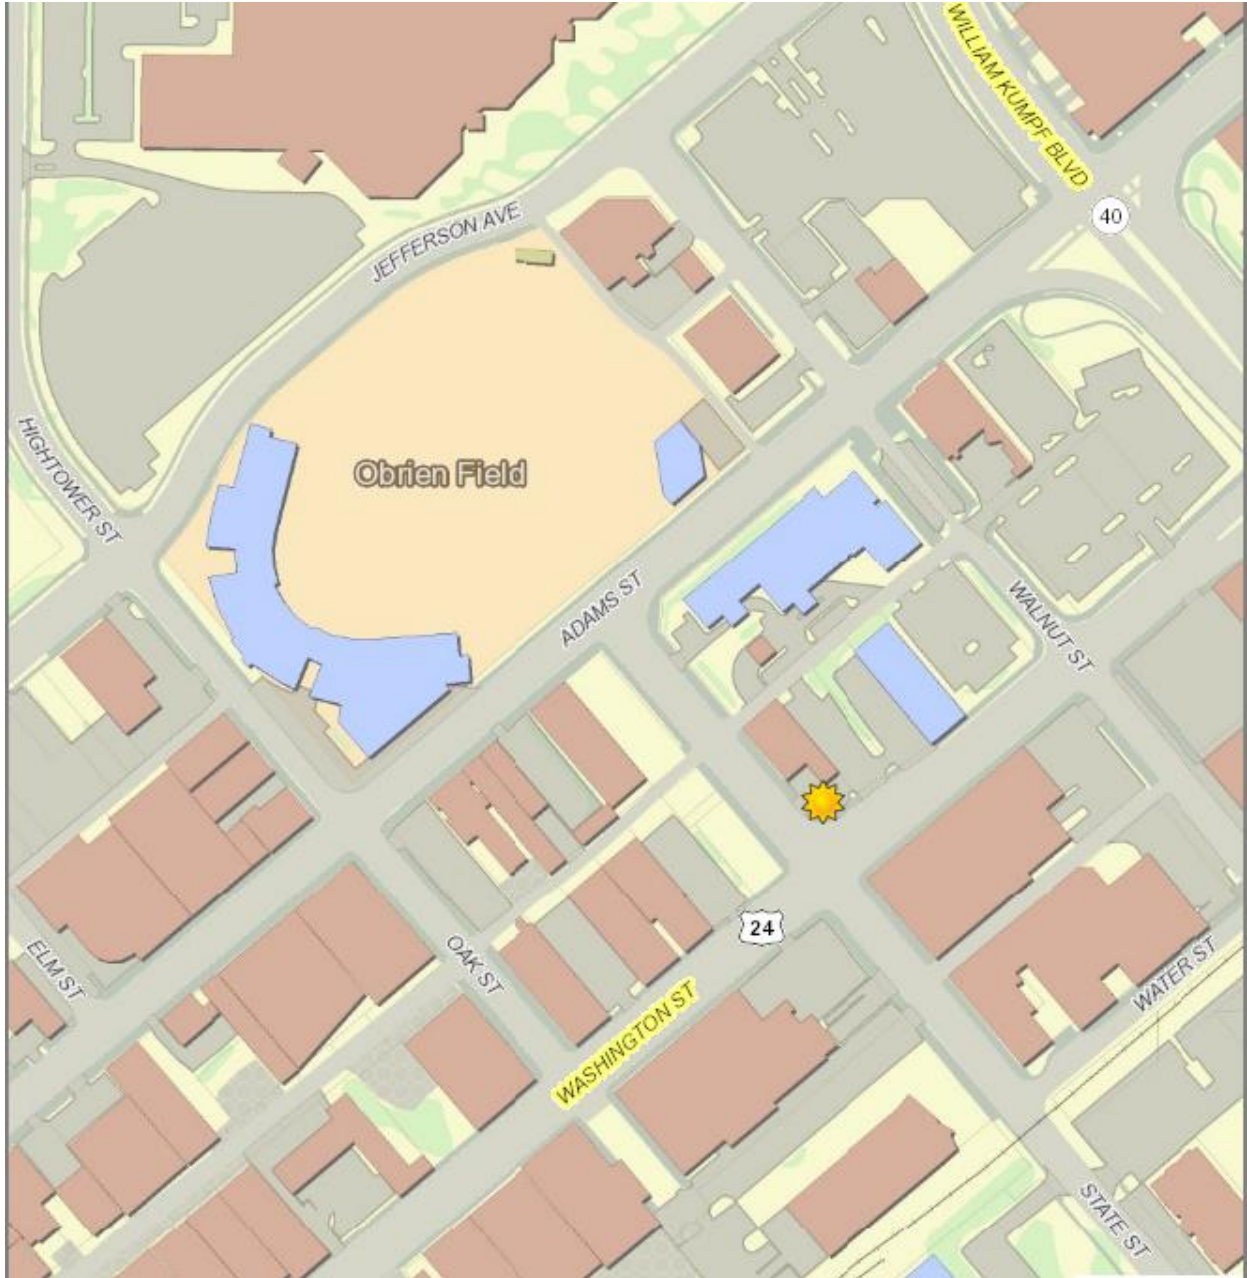 WILLIAM KUMPF BLVD
40
JEFFERSON AVE
HIGHTOWER ST
Obrien Field
ADAMS ST
WALNUT ST
24
ELM ST
OAK ST
WATER ST
WASHINGTON ST
STATE ST